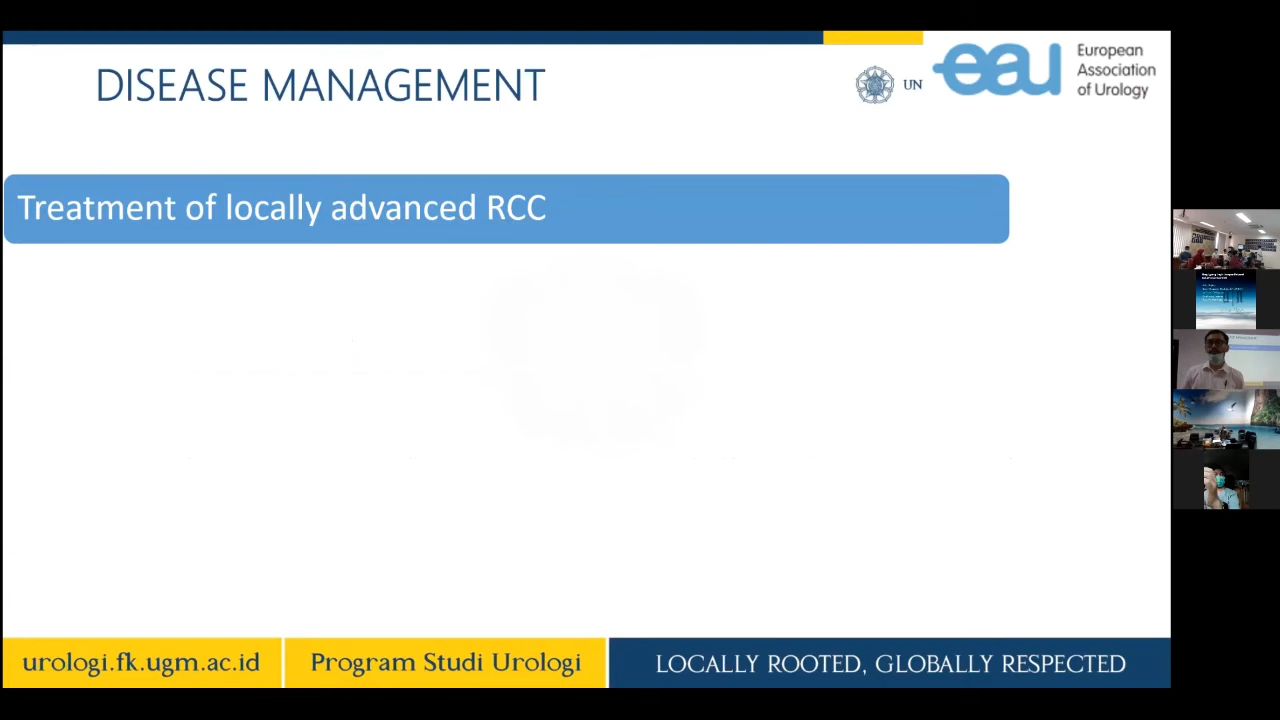 DISEASE MANAGEMENT
UN
eau
European
Association
of Urology
Treatment of locally advanced RCC
urologi.fk.ugm.ac.id
Program Studi Urologi
LOCALLY ROOTED, GLOBALLY RESPECTED